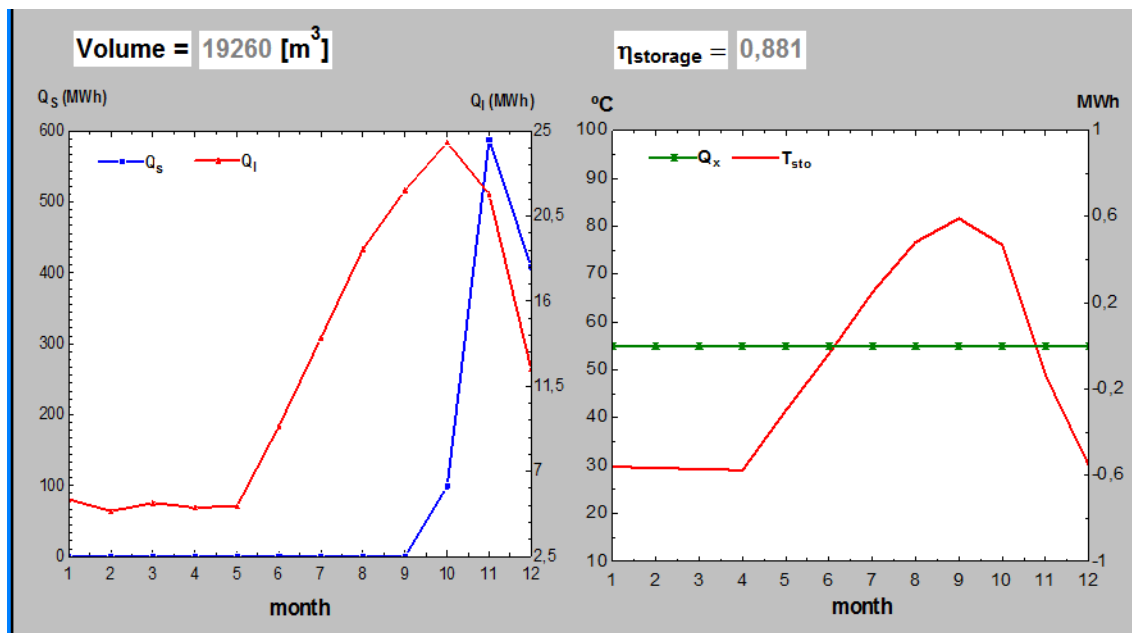 Volume = 19260 [m³]
ηstorage = 0,881
QS (MWh)
Ql (MWh)
600
500
400
300
200
100
0
25
20,5
16
11,5
7
2,5
Qs
Ql
1 2 3 4 5 6 7 8 9 10 11 12
month
ºC
MWh
100
90
80
70
60
50
40
30
20
10
1
0,6
0,2
-0,2
-0,6
-1
Qx
Tsto
1 2 3 4 5 6 7 8 9 10 11 12
month